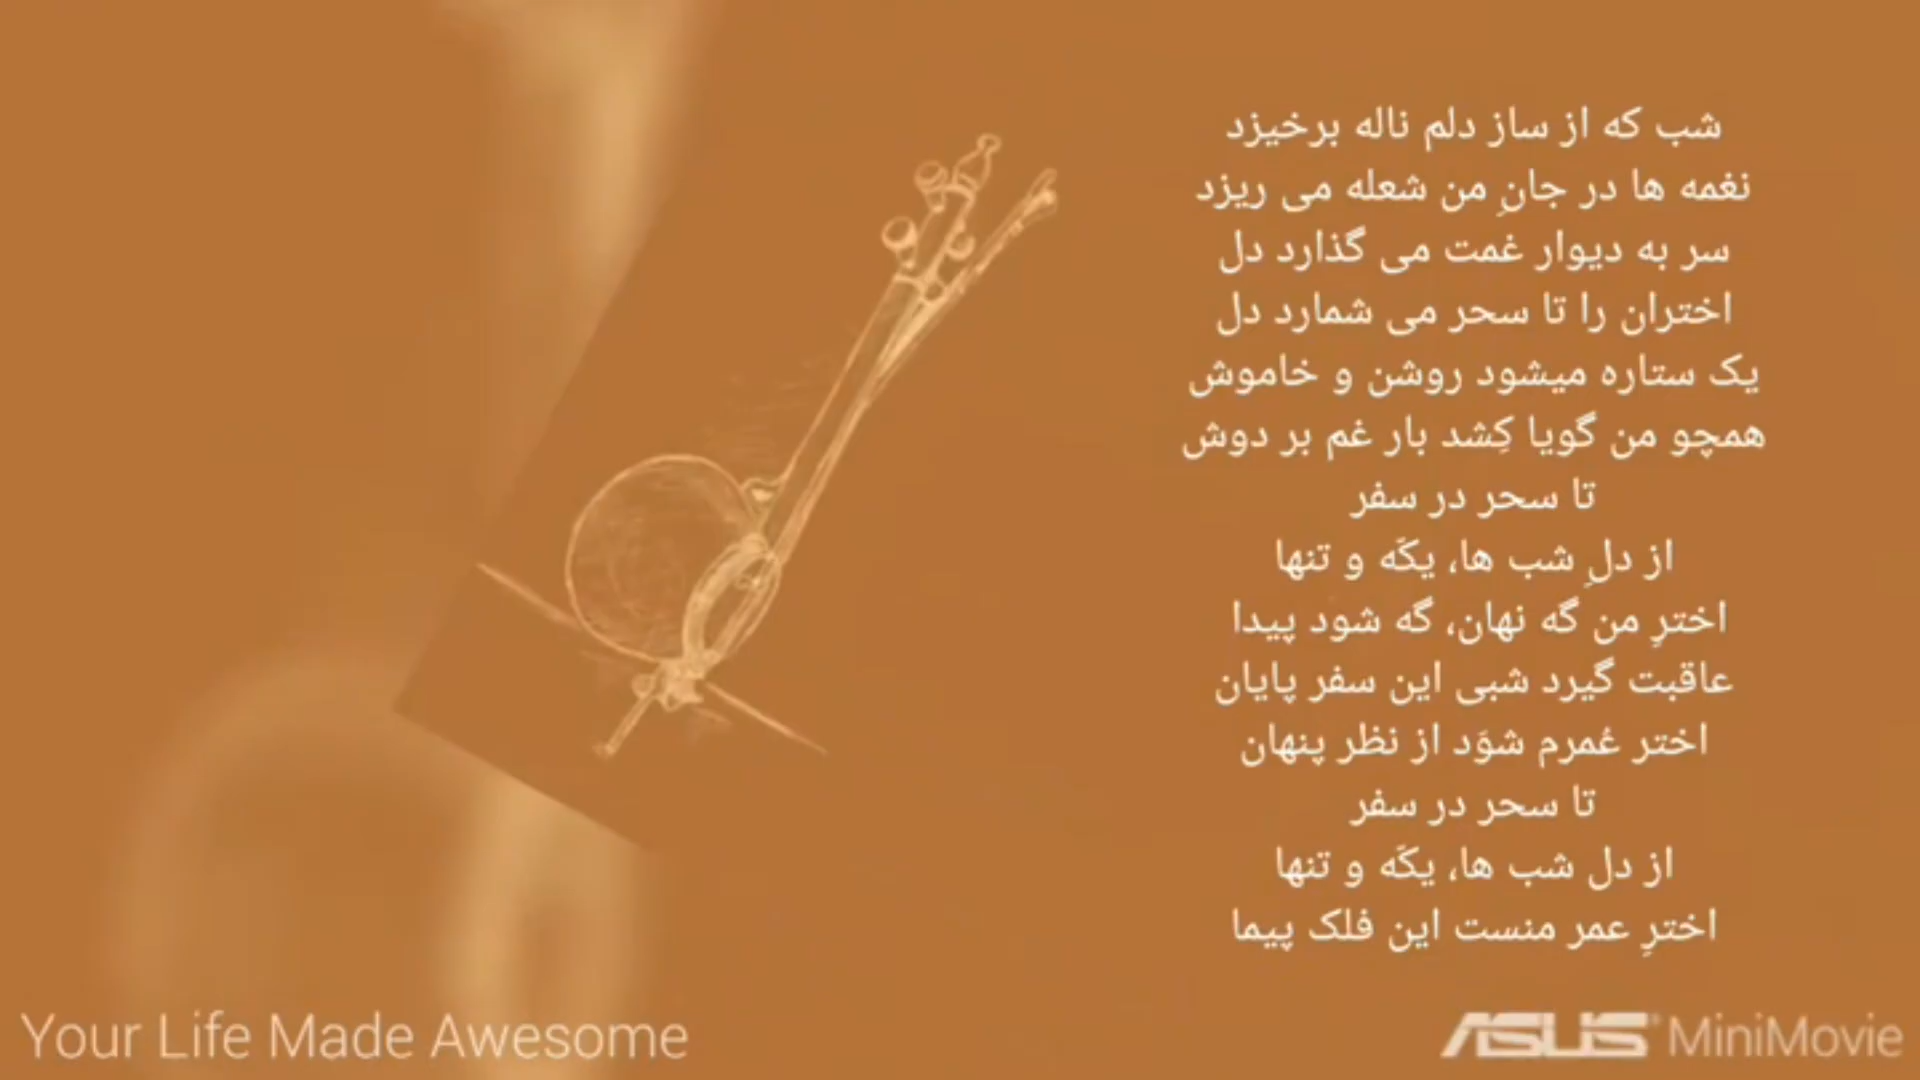 شب که از ساز دلم ناله برخیزد
نغمه ها در جانِ من شعله می ریزد
سر به دیوار غمت می گذارد دل
اختران را تا سحر می شمارد دل
یک ستاره میشود روشن و خاموش
همچو من گویا کِشد بار غم بر دوش
تا سحر در سفر
از دلِ شب ها، یکّه و تنها
اخترِ من گه نهان، گه شود پیدا
عاقبت گیرد شبی این سفر پایان
اختر عُمرم شوَد از نظر پنهان
تا سحر در سفر
از دل شب ها، یکّه و تنها
اخترِ عمر منست این فلک پیما
Your Life Made Awesome
ASUS® MiniMovie